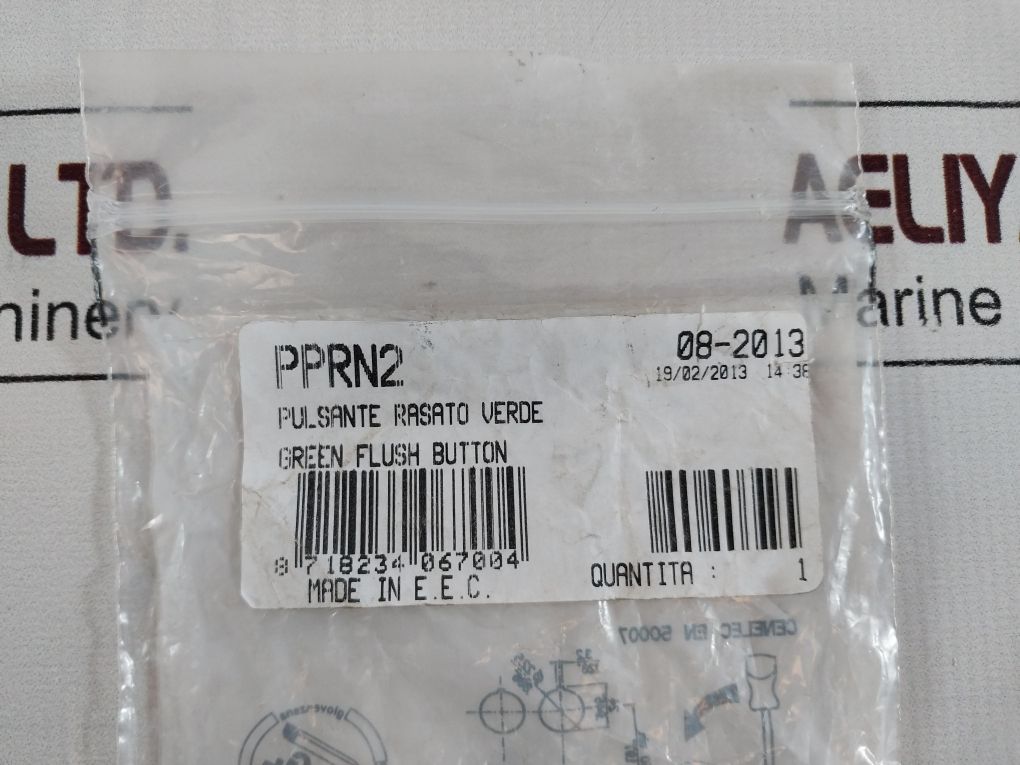 LTD.
AELIY
Marine
PPRN2
08-2013
19/02/2013 14:38
PULSANTE RASATO VERDE
GREEN FLUSH BUTTON
8 718234 067004
MADE IN E.E.C.
QUANTITA : 1
CENELEC EN 50007